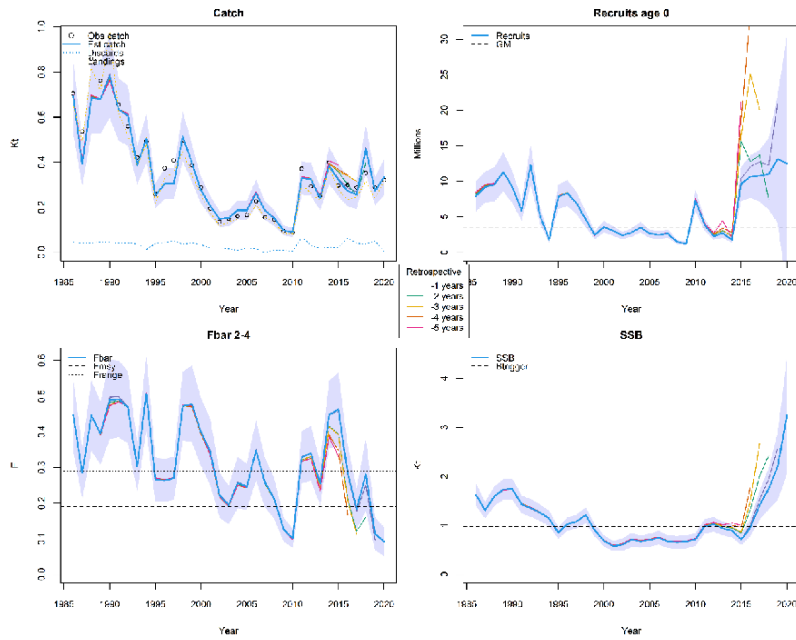 Catch
Obs catch
Est catch
Discards
Landings
Kt
0.0 0.2 0.4 0.6 0.8 1.0
1985 1990 1995 2000 2005 2010 2015 2020
Year
Recruits age 0
Recruits
GM
Millions
0 5 10 15 20 25 30
1985 1990 1995 2000 2005 2010 2015 2020
Year
Retrospective
-1 years
-2 years
-3 years
-4 years
-5 years
Fbar 2-4
Fbar
Fmsy
Frange
F
0.0 0.1 0.2 0.3 0.4 0.5 0.6
1985 1990 1995 2000 2005 2010 2015 2020
Year
SSB
SSB
Btrigger
Kt
0 1 2 3 4
1985 1990 1995 2000 2005 2010 2015 2020
Year